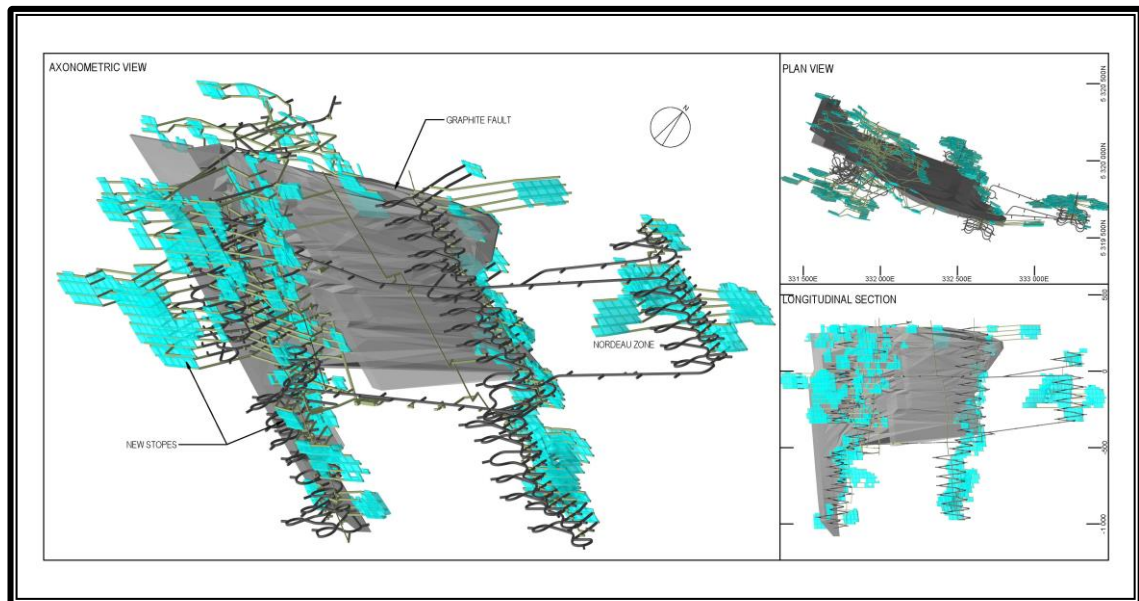 AXONOMETRIC VIEW
GRAPHITE FAULT
N
NORDEAU ZONE
NEW STOPES
PLAN VIEW
5 320 500N
5 320 000N
5 319 500N
331 500E 332 000E 332 500E 333 000E
LONGITUDINAL SECTION
500
0
-500
-1 000